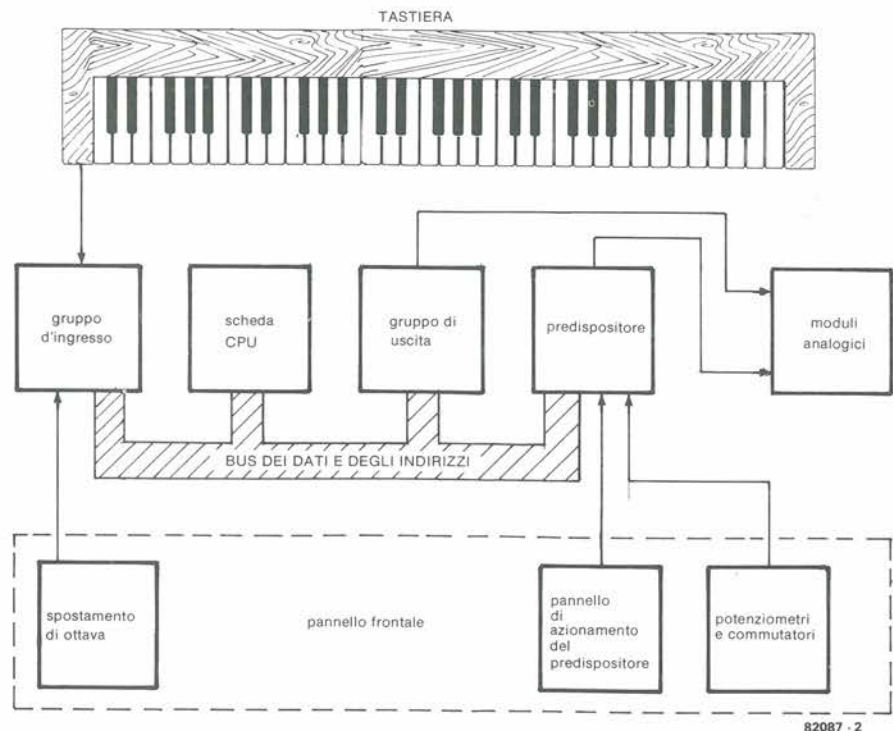 TASTIERA
gruppo
d'ingresso
scheda
CPU
gruppo di
uscita
predispositore
moduli
analogici
BUS DEI DATI E DEGLI INDIRIZZI
spostamento
di ottava
pannello frontale
pannello
di
azionamento
del
predispositore
potenziometri
e commutatori
82087 - 2